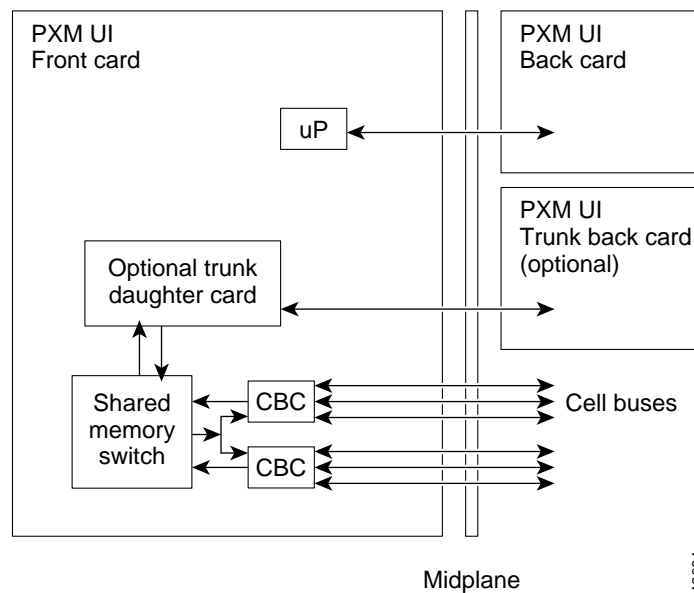 PXM UI
Front card
PXM UI
Back card
uP
PXM UI
Trunk back card
(optional)
Optional trunk
daughter card
Shared
memory
switch
CBC
Cell buses
CBC
Midplane